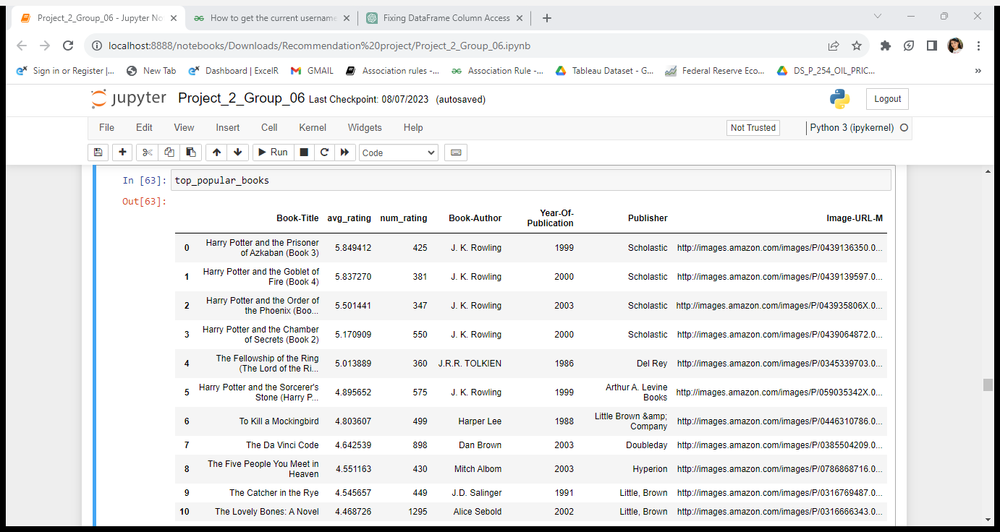 Project_2_Group_06 - Jupyter No
How to get the current username
Fixing DataFrame Column Access
localhost:8888/notebooks/Downloads/Recommendation%20project/Project_2_Group_06.ipynb
Sign in or Register |... New Tab Dashboard | ExcelR GMAIL Association rules -... Association Rule -... Tableau Dataset - G... Federal Reserve Eco... DS_P_254_OIL_PRIC... »
jupyter Project_2_Group_06 Last Checkpoint: 08/07/2023 (autosaved) Logout
File Edit View Insert Cell Kernel Widgets Help Not Trusted Python 3 (ipykernel)
Run Code
In [63]: top_popular_books
Out[63]:
Book-Title avg_rating num_rating Book-Author Year-Of-
Publication Publisher Image-URL-M
0 Harry Potter and the Prisoner
of Azkaban (Book 3) 5.849412 425 J. K. Rowling 1999 Scholastic http://images.amazon.com/images/P/0439136350.0...
1 Harry Potter and the Goblet of
Fire (Book 4) 5.837270 381 J. K. Rowling 2000 Scholastic http://images.amazon.com/images/P/0439139597.0...
2 Harry Potter and the Order of
the Phoenix (Boo... 5.501441 347 J. K. Rowling 2003 Scholastic http://images.amazon.com/images/P/043935806X.0...
3 Harry Potter and the Chamber
of Secrets (Book 2) 5.170909 550 J. K. Rowling 2000 Scholastic http://images.amazon.com/images/P/0439064872.0...
4 The Fellowship of the Ring
(The Lord of the Ri... 5.013889 360 J.R.R. TOLKIEN 1986 Del Rey http://images.amazon.com/images/P/0345339703.0...
5 Harry Potter and the Sorcerer's
Stone (Harry P... 4.895652 575 J. K. Rowling 1999 Arthur A. Levine
Books http://images.amazon.com/images/P/059035342X.0...
6 To Kill a Mockingbird 4.803607 499 Harper Lee 1988 Little Brown &amp;
Company http://images.amazon.com/images/P/0446310786.0...
7 The Da Vinci Code 4.642539 898 Dan Brown 2003 Doubleday http://images.amazon.com/images/P/0385504209.0...
8 The Five People You Meet in
Heaven 4.551163 430 Mitch Albom 2003 Hyperion http://images.amazon.com/images/P/0786868716.0...
9 The Catcher in the Rye 4.545657 449 J.D. Salinger 1991 Little, Brown http://images.amazon.com/images/P/0316769487.0...
10 The Lovely Bones: A Novel 4.468726 1295 Alice Sebold 2002 Little, Brown http://images.amazon.com/images/P/0316666343.0...